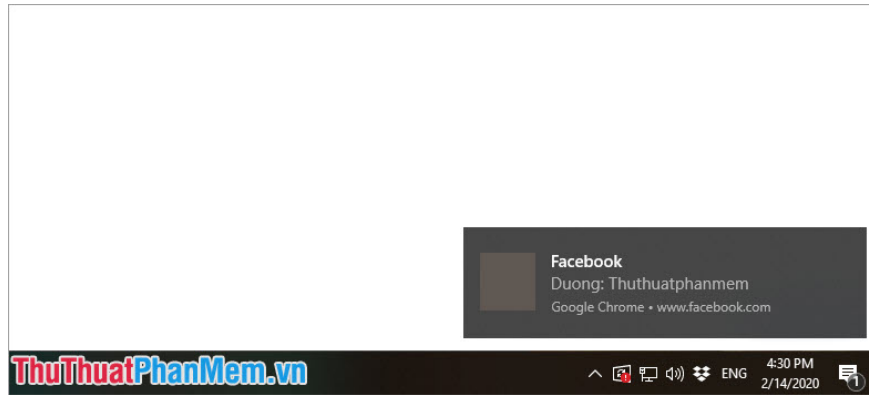 Facebook
Duong: Thuthuatphanmem
Google Chrome • www.facebook.com
ThuThuatPhanMem.vn
ENG
4:30 PM
2/14/2020
1